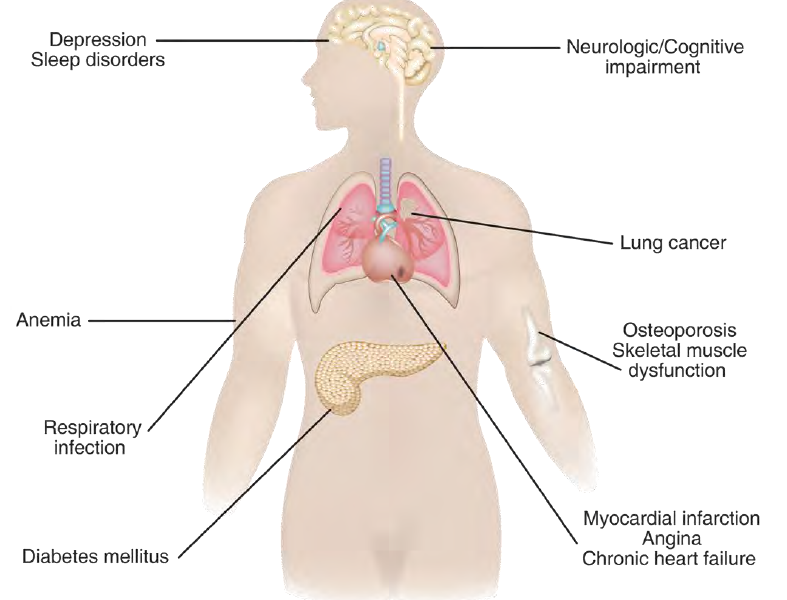 Depression
Sleep disorders
Neurologic/Cognitive
impairment
Lung cancer
Anemia
Osteoporosis
Skeletal muscle
dysfunction
Respiratory
infection
Myocardial infarction
Angina
Chronic heart failure
Diabetes mellitus